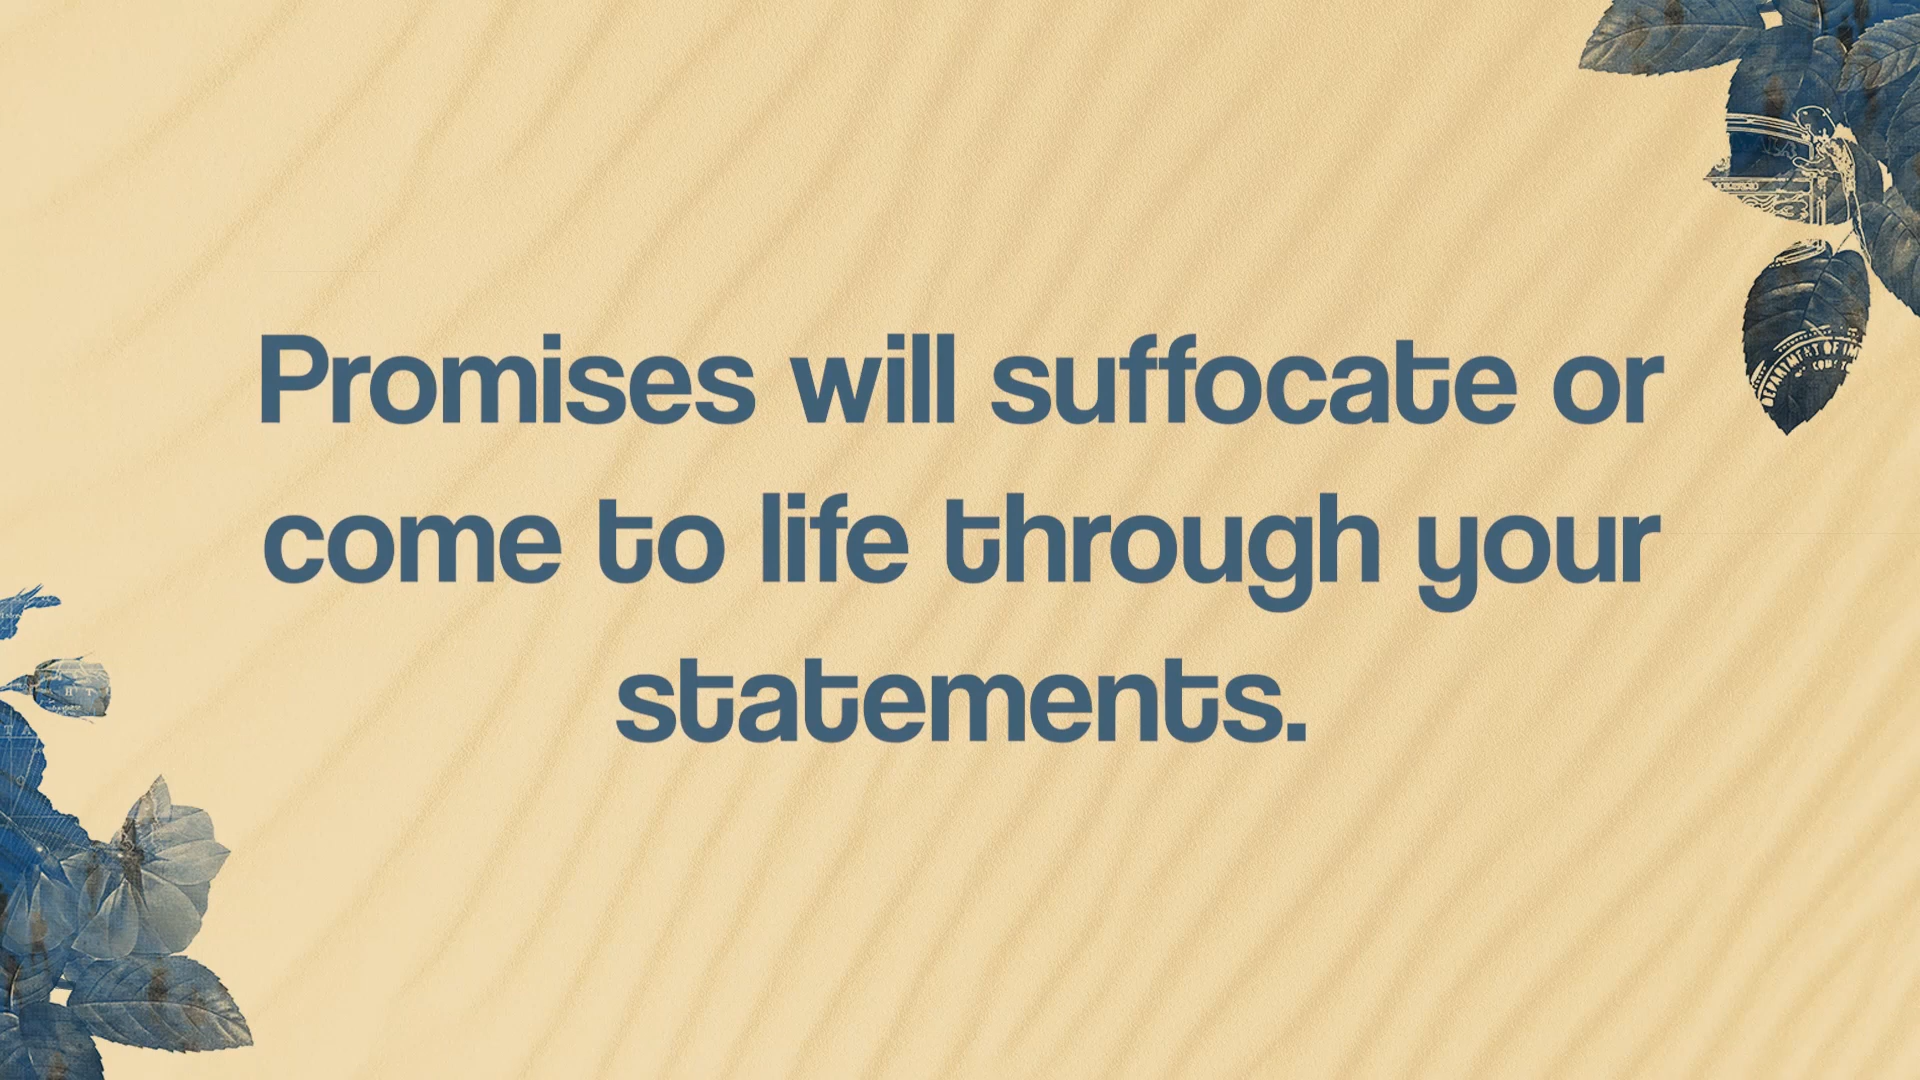 Promises will suffocate or
come to life through your
statements.